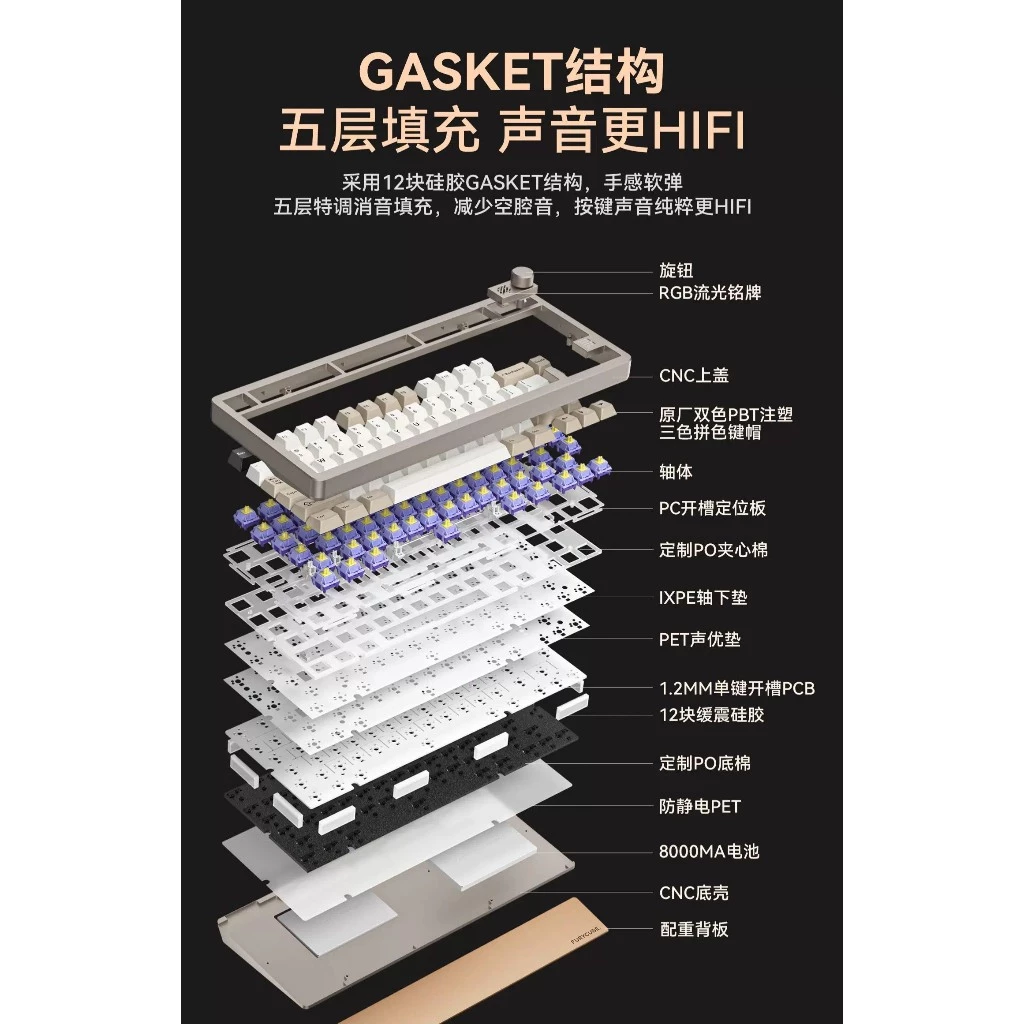 GASKET结构
五层填充 声音更HIFI
采用12块硅胶GASKET结构，手感软弹
五层特调消音填充，减少空腔音，按键声音纯粹更HIFI
旋钮
RGB流光铭牌
CNC上盖
原厂双色PBT注塑
三色拼色键帽
轴体
PC开槽定位板
定制PO夹心棉
IXPE轴下垫
PET声优垫
1.2MM单键开槽PCB
12块缓震硅胶
定制PO底棉
防静电PET
8000MA电池
CNC底壳
配重背板
FURYCUBE